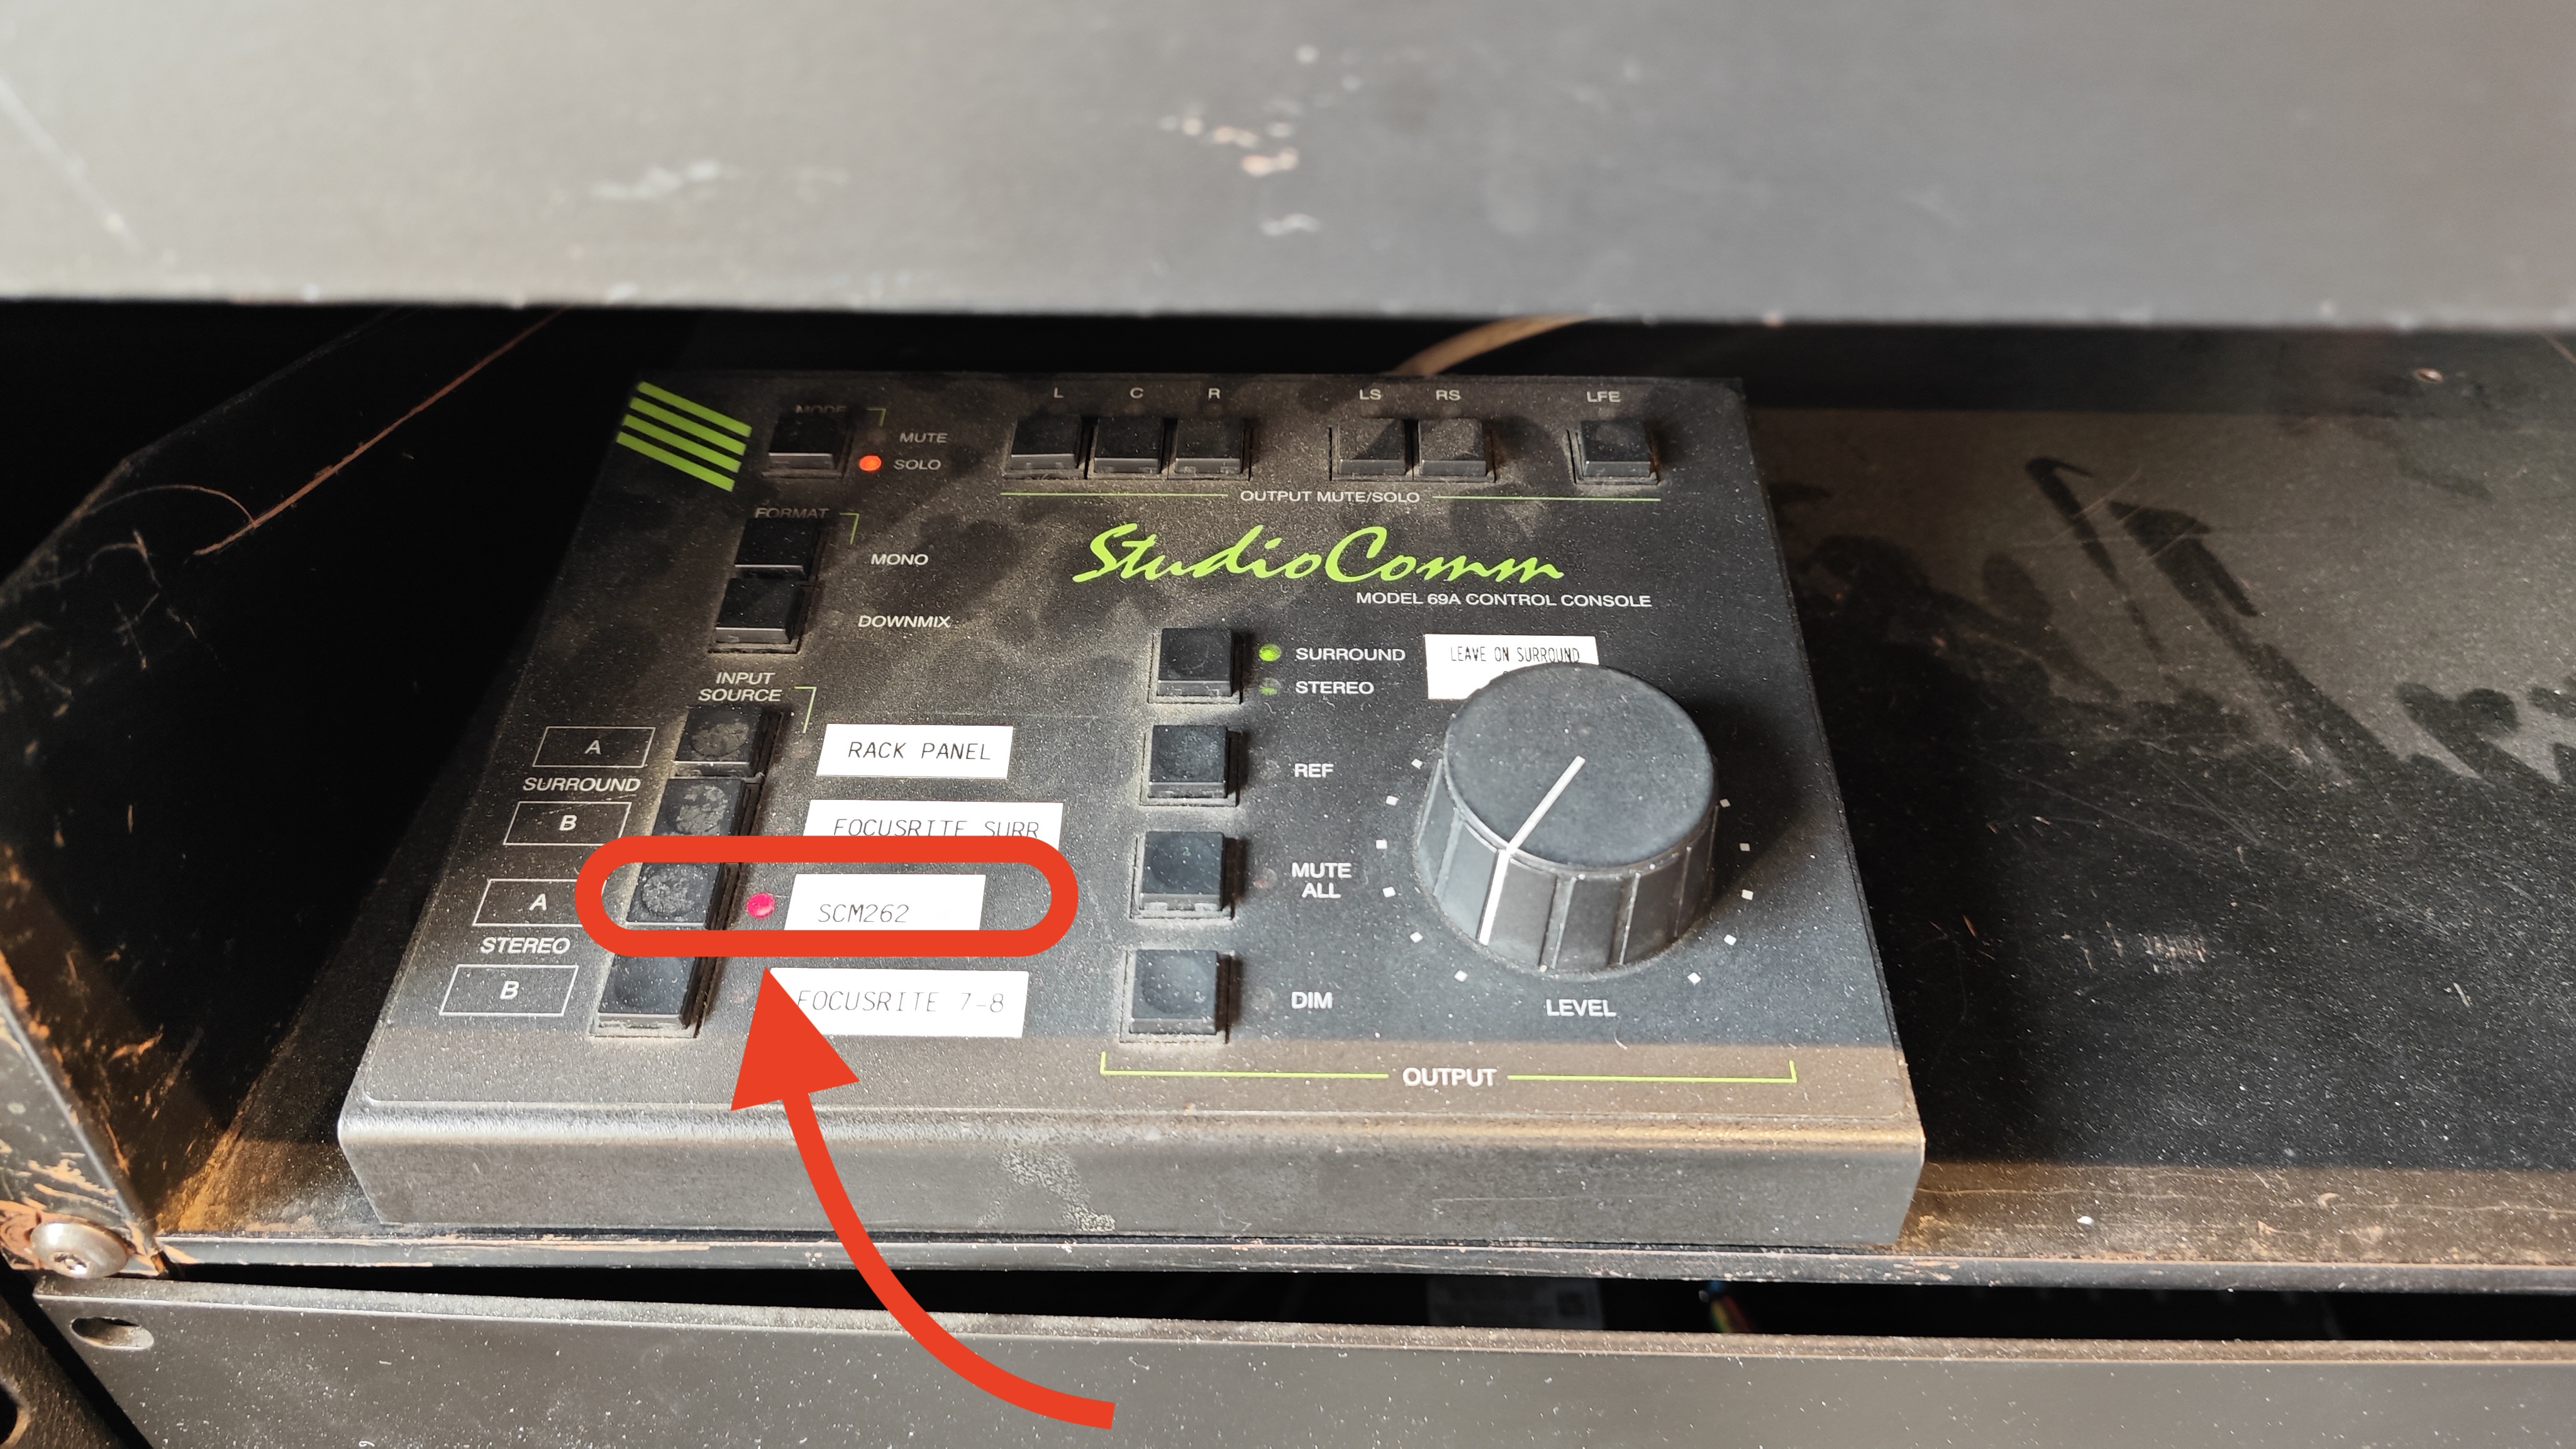 L C R LS RS LFE
MODE
MUTE
SOLO
OUTPUT MUTE/SOLO
FORMAT
MONO
DOWNMIX
StudioComm
MODEL 69A CONTROL CONSOLE
INPUT
SOURCE
A
RACK PANEL
SURROUND
B
FOCUSRITE SURR
A
SCM262
STEREO
B
FOCUSRITE 7-8
SURROUND
STEREO
LEAVE ON SURROUND
REF
MUTE
ALL
DIM
LEVEL
OUTPUT